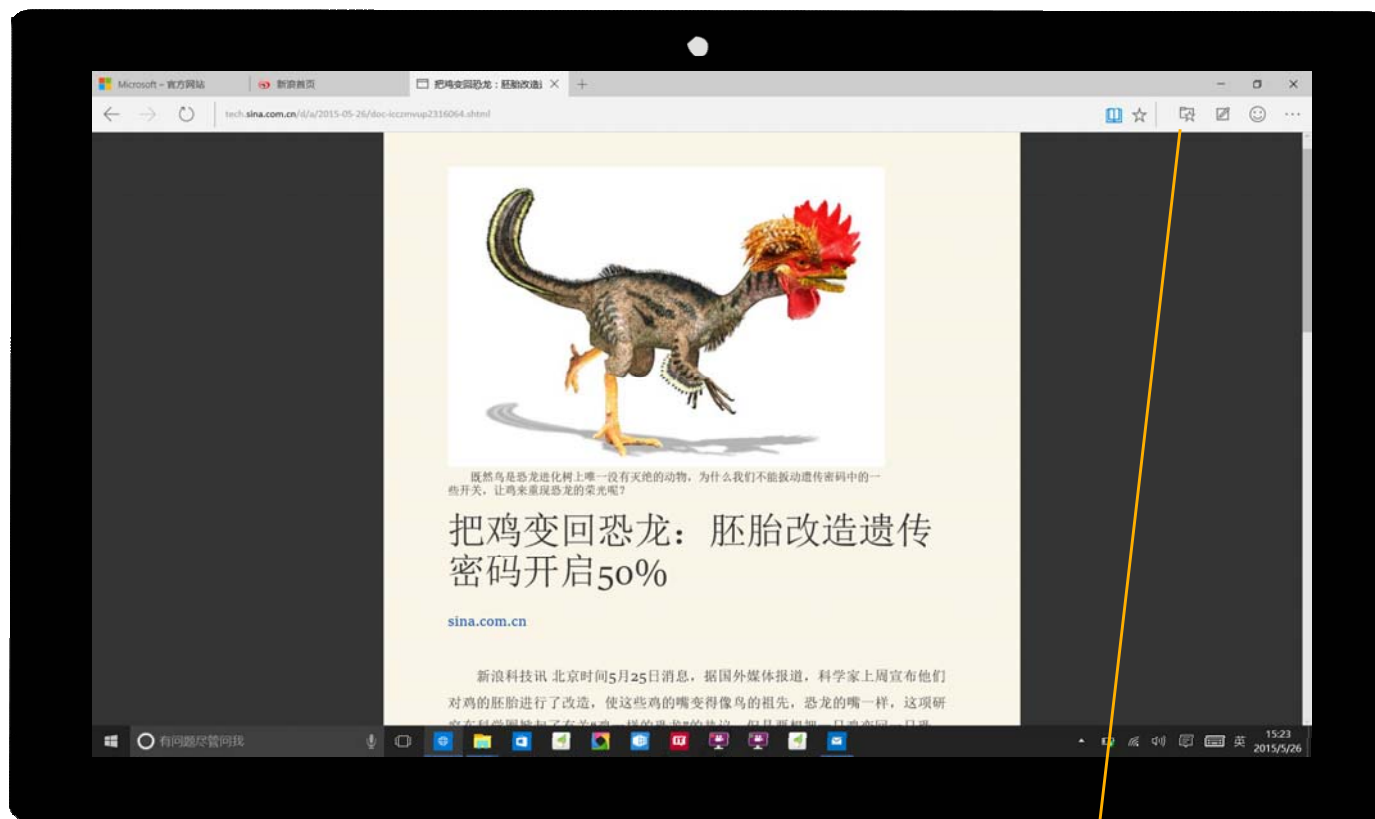 Microsoft – 官方网站
新浪首页
把鸡变回恐龙：胚胎改造
tech.sina.com.cn/d/a/2015-05-26/doc-iczmvup2316064.shtml
既然鸟是恐龙进化树上唯一没有灭绝的动物，为什么我们不能扳动遗传密码中的一
些开关，让鸡来重现恐龙的荣光呢？
把鸡变回恐龙：胚胎改造遗传
密码开启50%
sina.com.cn
新浪科技讯 北京时间5月25日消息，据国外媒体报道，科学家上周宣布他们
对鸡的胚胎进行了改造，使这些鸡的嘴变得像鸟的祖先，恐龙的嘴一样，这项研
有问题尽管问我
英
15:23
2015/5/26